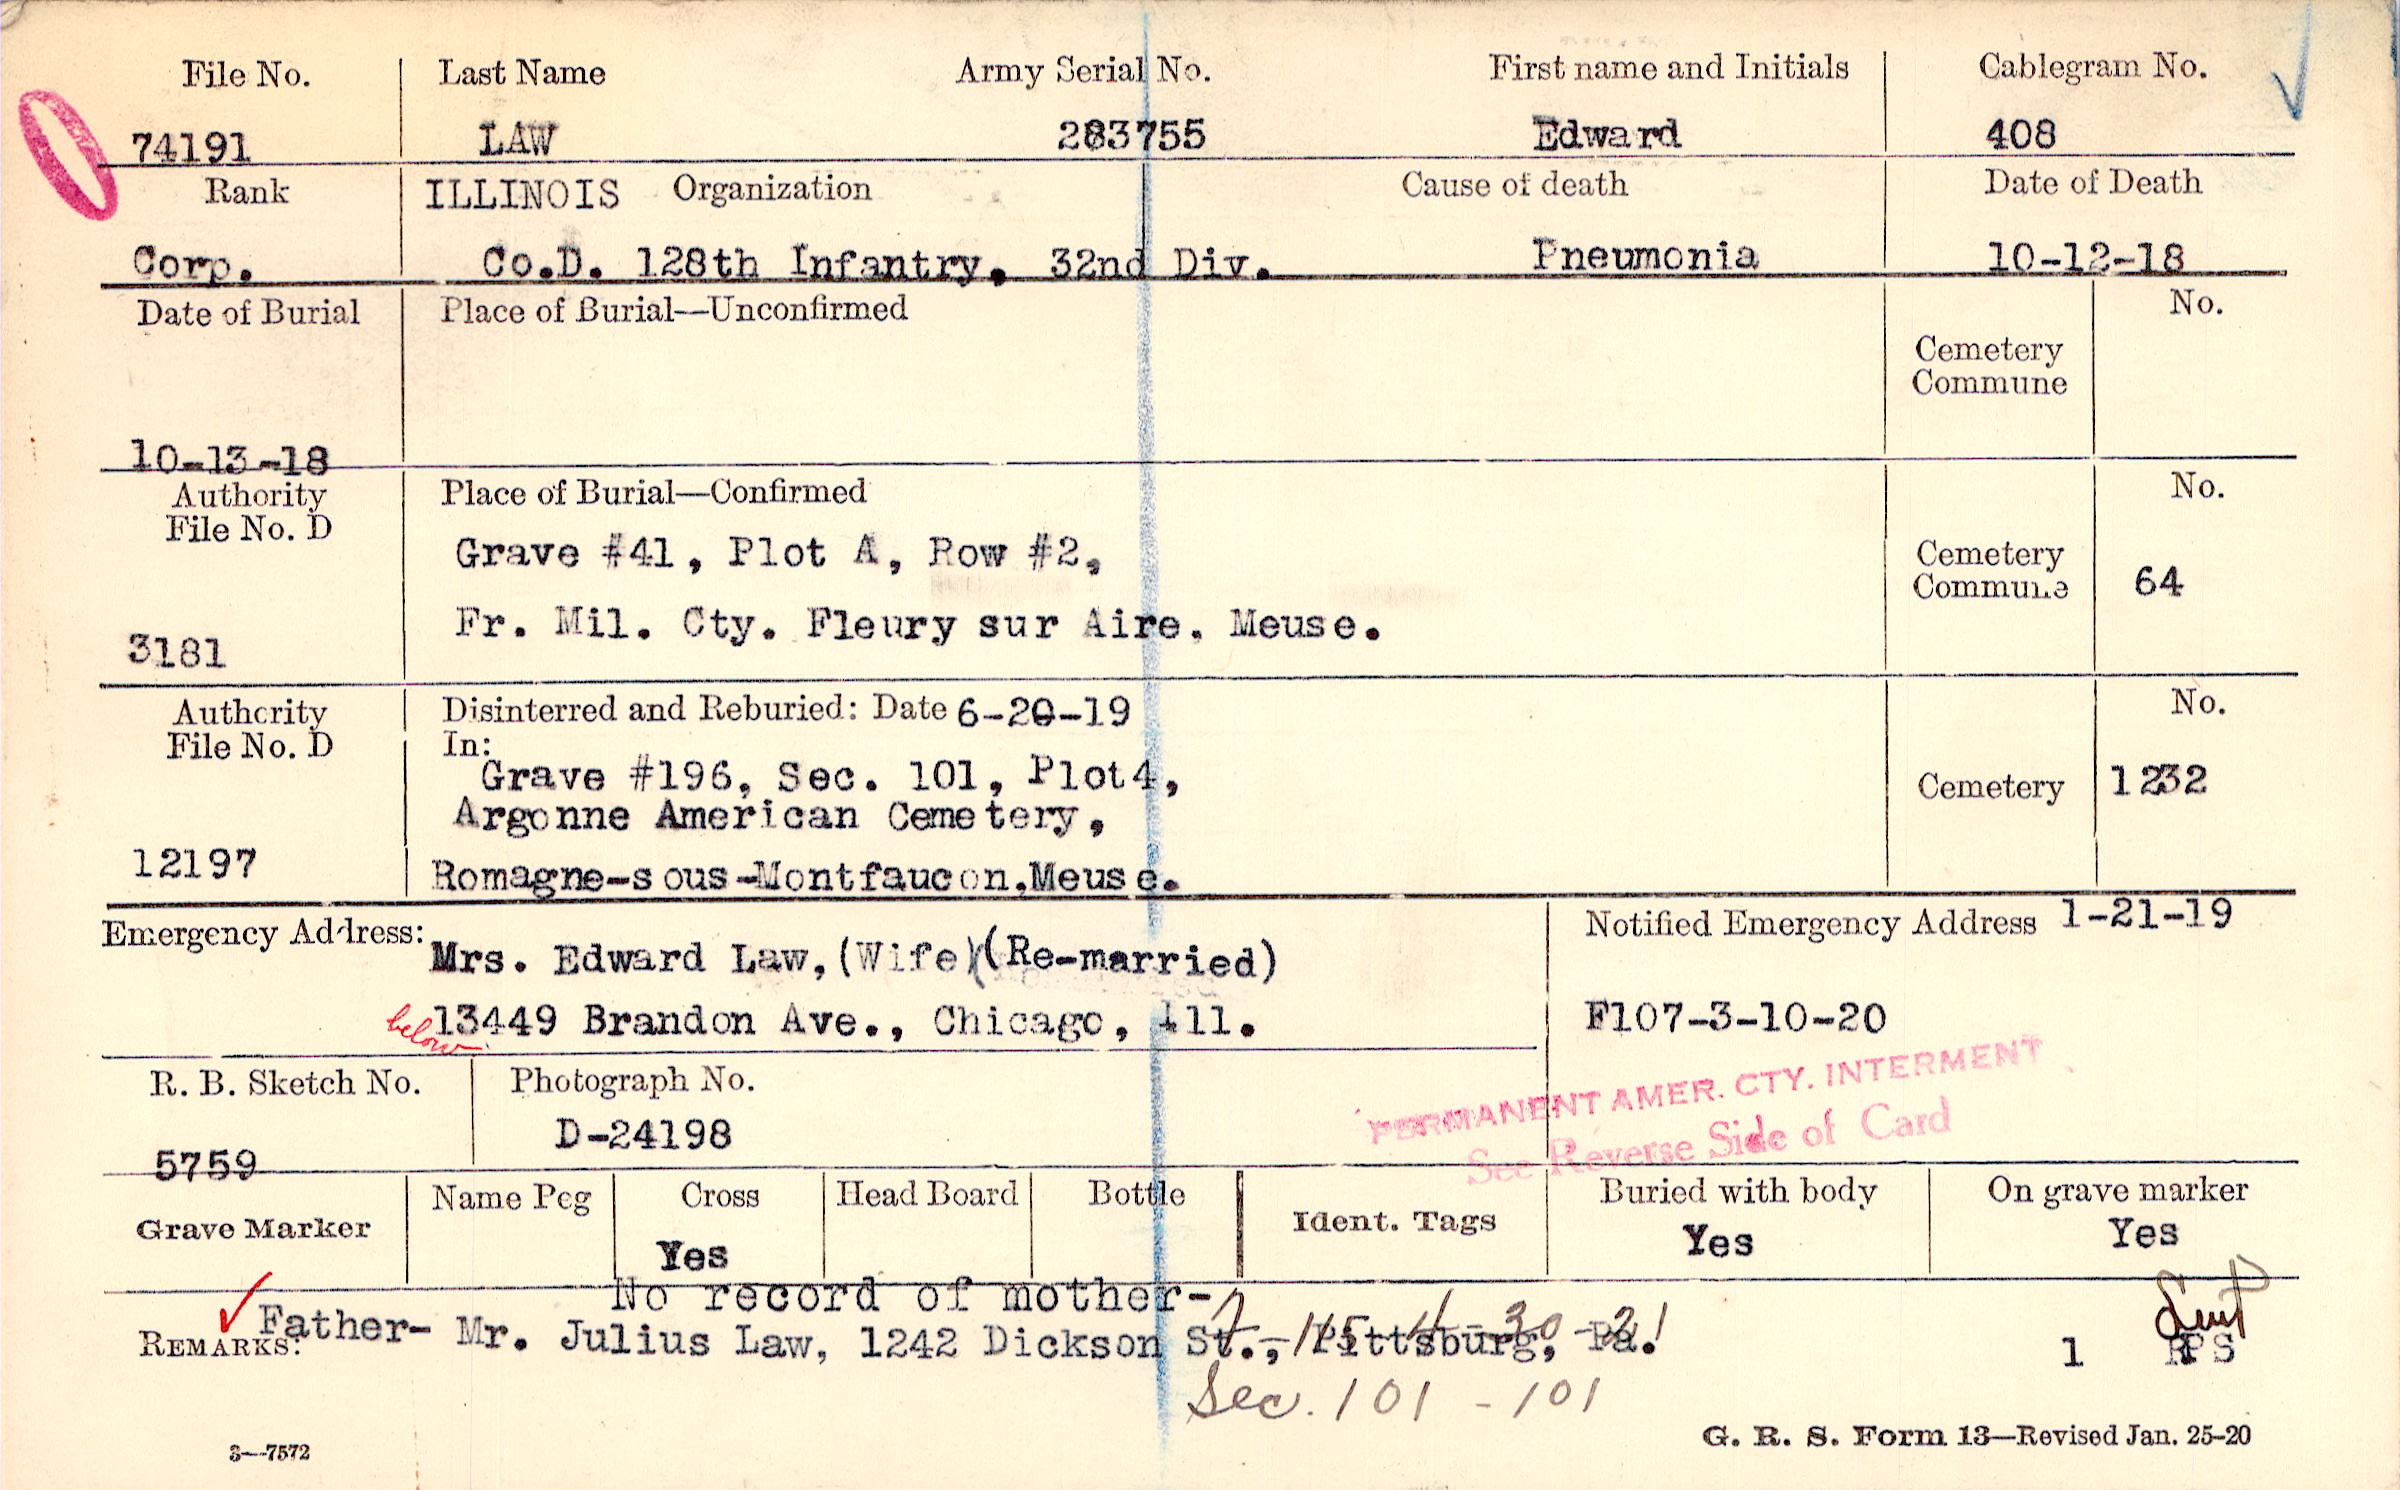 File No. Last Name Army Serial No. First name and Initials Cablegram No.
74191 LAW 283755 Edward 408
Rank ILLINOIS Organization Cause of death Date of Death
Corp. Co.D. 128th Infantry, 32nd Div. Pneumonia 10-12-18
Date of Burial Place of Burial—Unconfirmed No.
Cemetery
Commune
10-13-18
Authority Place of Burial—Confirmed No.
File No. D
Grave #41, Plot A, Row #2,
Cemetery
Commune 64
Fr. Mil. Cty. Fleury sur Aire, Meuse.
3181
Authority Disinterred and Reburied: Date 6-20-19 No.
File No. D In:
Grave #196, Sec. 101, Plot 4, Cemetery 1232
Argonne American Cemetery,
12197 Romagne-sous-Montfaucon,Meuse.
Emergency Address: Notified Emergency Address 1-21-19
Mrs. Edward Law, (Wife) (Re-married)
below 13449 Brandon Ave., Chicago, Ill. F107-3-10-20
R. B. Sketch No. Photograph No.
PERMANENT AMER. CTY. INTERMENT
See Reverse Side of Card
5759 D-24198
Grave Marker Name Peg Cross Head Board Bottle Ident. Tags Buried with body On grave marker
Yes Yes Yes
No record of mother-
REMARKS: Father- Mr. Julius Law, 1242 Dickson St., Pittsburg, Pa. 1
Sent
Sec. 101 - 101
3—7572 G. R. S. Form 13—Revised Jan. 25-20